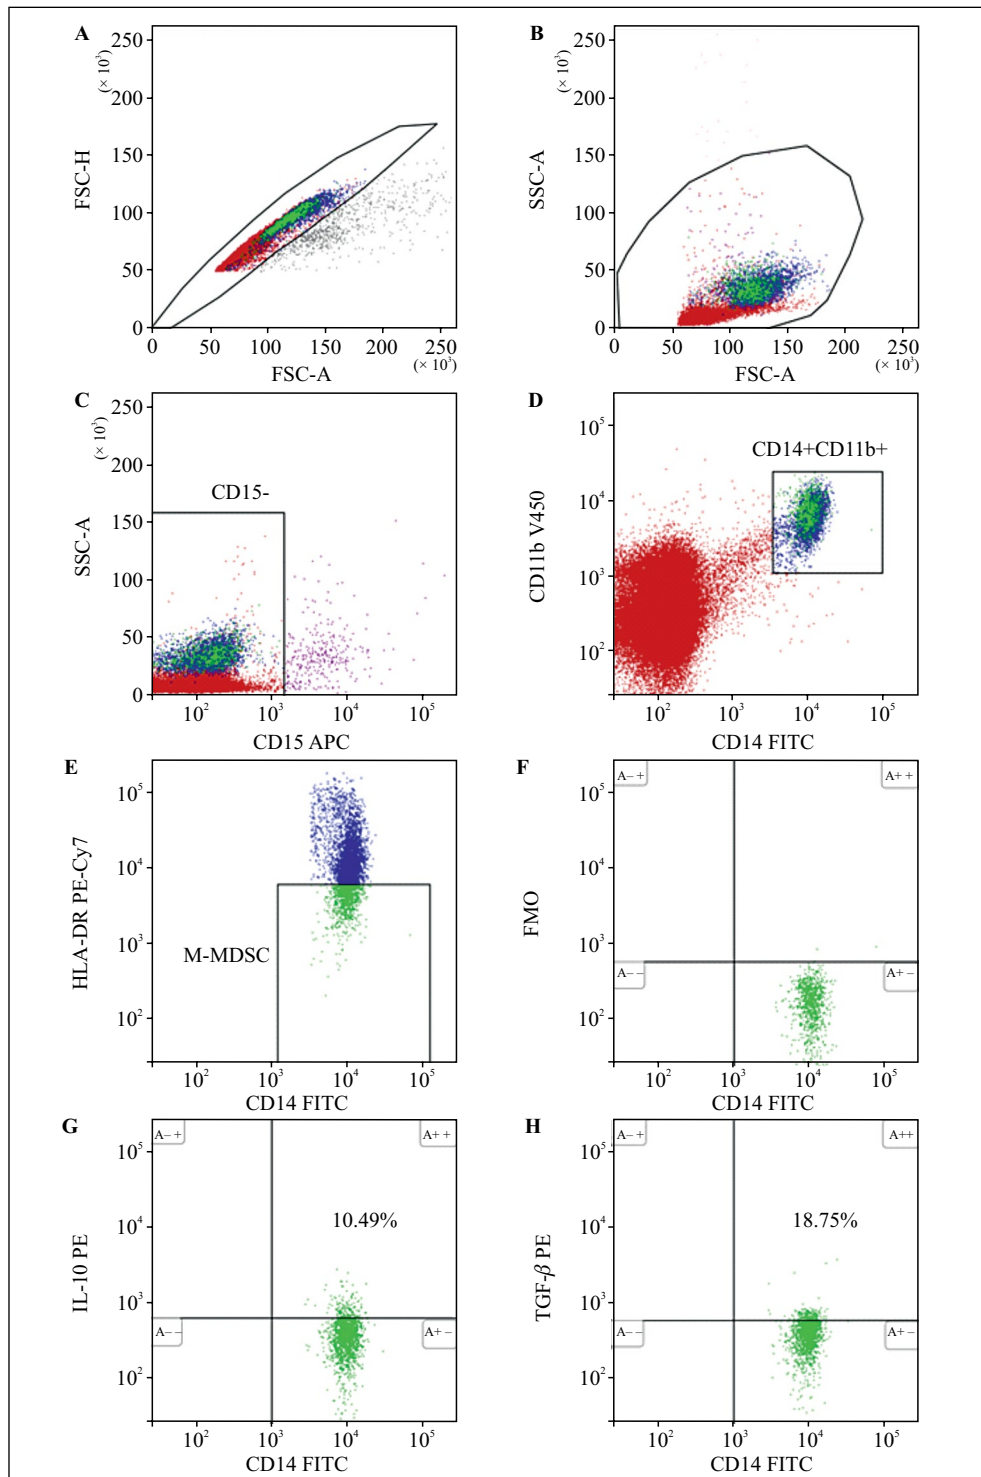 A
FSC-H
(× 10³)
250
200
150
100
50
0
0 50 100 150 200 250
FSC-A (× 10³)
B
SSC-A
(× 10³)
250
200
150
100
50
0
0 50 100 150 200 250
FSC-A (× 10³)
C
SSC-A
(× 10³)
250
200
150
100
50
0
CD15-
10² 10³ 10⁴ 10⁵
CD15 APC
D
CD11b V450
10⁵
10⁴
10³
10²
CD14+CD11b+
10² 10³ 10⁴ 10⁵
CD14 FITC
E
HLA-DR PE-Cy7
10⁵
10⁴
10³
10²
M-MDSC
10² 10³ 10⁴ 10⁵
CD14 FITC
F
FMO
10⁵
10⁴
10³
10²
A−+ A++
A−− A+−
10² 10³ 10⁴ 10⁵
CD14 FITC
G
IL-10 PE
10⁵
10⁴
10³
10²
A−+ A++
10.49%
A−− A+−
10² 10³ 10⁴ 10⁵
CD14 FITC
H
TGF-β PE
10⁵
10⁴
10³
10²
A−+ A++
18.75%
A−− A+−
10² 10³ 10⁴ 10⁵
CD14 FITC